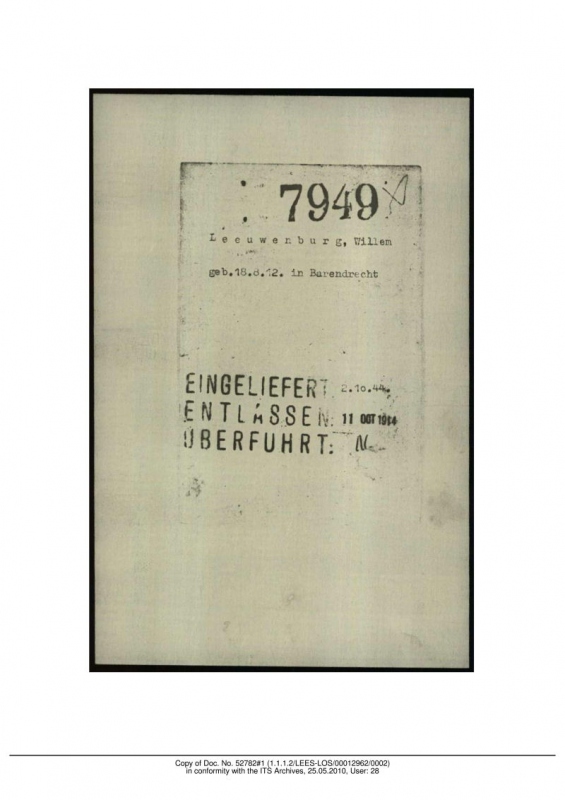 7949
Leeuwenburg, Willem
geb.18.8.12. in Barendrecht
EINGELIEFERT 2.10.44.
ENTLASSEN: 11 OCT 1944
ÜBERFUHRT: N
Copy of Doc. No. 52782#1 (1.1.1.2/LEES-LOS/00012962/0002)
in conformity with the ITS Archives, 25.05.2010, User: 28